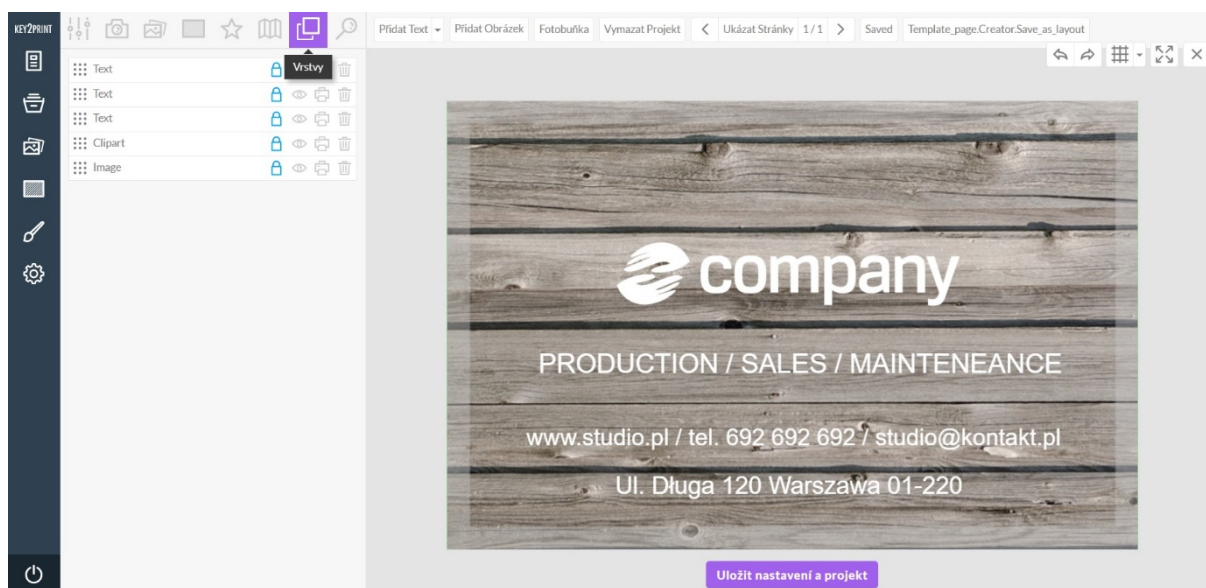 KEY2PRINT
Přidat Text
Přidat Obrázek
Fotobuňka
Vymazat Projekt
Ukázat Stránky 1 / 1
Saved
Template_page.Creator.Save_as_layout
Vrstvy
Text
Text
Text
Clipart
Image
company
PRODUCTION / SALES / MAINTENEANCE
www.studio.pl / tel. 692 692 692 / studio@kontakt.pl
Ul. Długa 120 Warszawa 01-220
Uložit nastavení a projekt